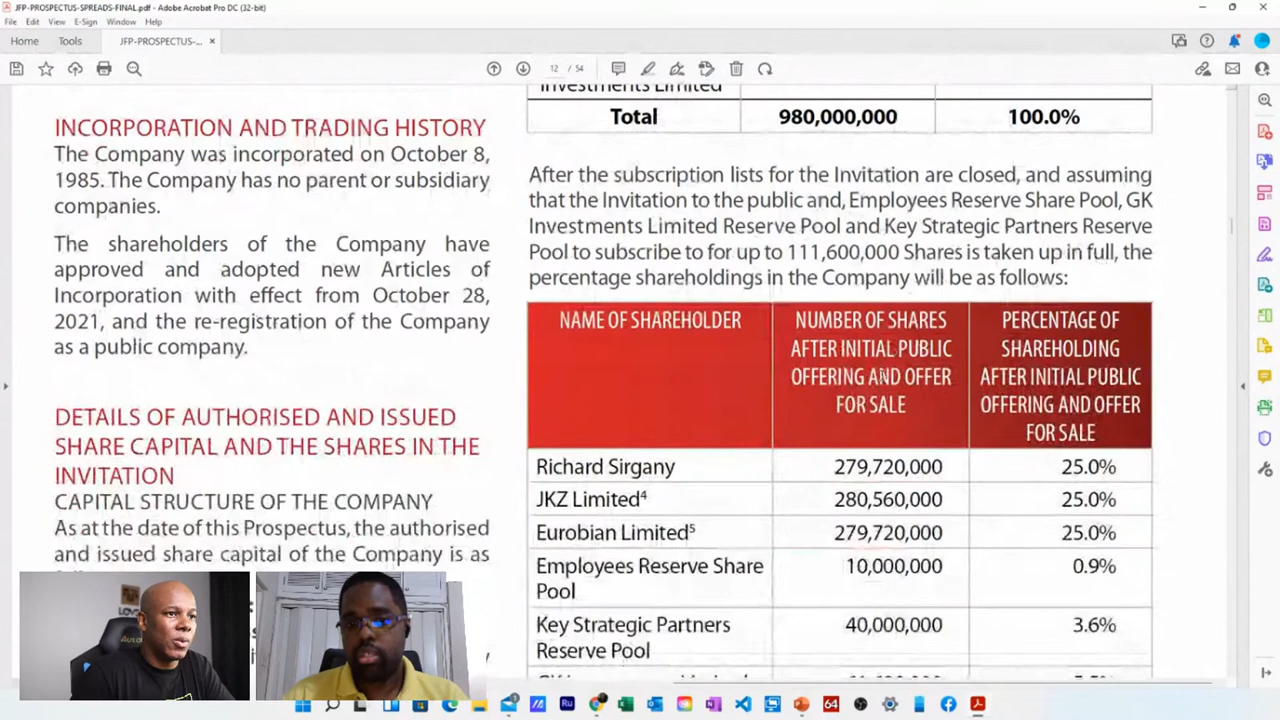 JFP-PROSPECTUS-SPREADS-FINAL.pdf - Adobe Acrobat Pro DC (32-bit)
File Edit View E-Sign Window Help
Home Tools JFP-PROSPECTUS-... ×
12 / 54
INCORPORATION AND TRADING HISTORY
The Company was incorporated on October 8,
1985. The Company has no parent or subsidiary
companies.
The shareholders of the Company have
approved and adopted new Articles of
Incorporation with effect from October 28,
2021, and the re-registration of the Company
as a public company.
DETAILS OF AUTHORISED AND ISSUED
SHARE CAPITAL AND THE SHARES IN THE
INVITATION
CAPITAL STRUCTURE OF THE COMPANY
As at the date of this Prospectus, the authorised
and issued share capital of the Company is as
Investments Limited
Total 980,000,000 100.0%
After the subscription lists for the Invitation are closed, and assuming
that the Invitation to the public and, Employees Reserve Share Pool, GK
Investments Limited Reserve Pool and Key Strategic Partners Reserve
Pool to subscribe to for up to 111,600,000 Shares is taken up in full, the
percentage shareholdings in the Company will be as follows:
NAME OF SHAREHOLDER
NUMBER OF SHARES
AFTER INITIAL PUBLIC
OFFERING AND OFFER
FOR SALE
PERCENTAGE OF
SHAREHOLDING
AFTER INITIAL PUBLIC
OFFERING AND OFFER
FOR SALE
Richard Sirgany 279,720,000 25.0%
JKZ Limited⁴ 280,560,000 25.0%
Eurobian Limited⁵ 279,720,000 25.0%
Employees Reserve Share 10,000,000 0.9%
Pool
Key Strategic Partners 40,000,000 3.6%
Reserve Pool